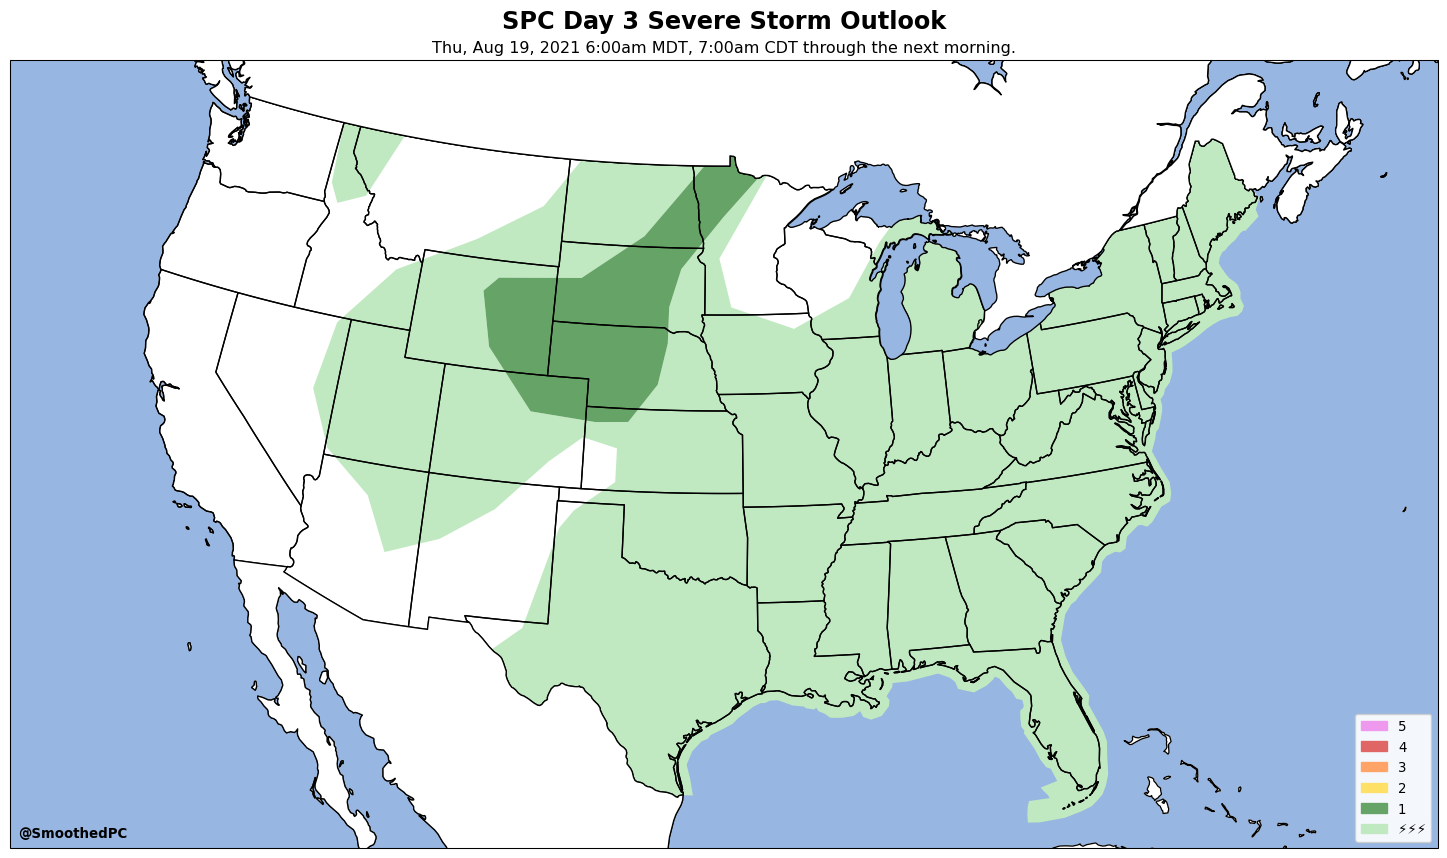 SPC Day 3 Severe Storm Outlook
Thu, Aug 19, 2021 6:00am MDT, 7:00am CDT through the next morning.
5
4
3
2
1
⚡⚡⚡
@SmoothedPC